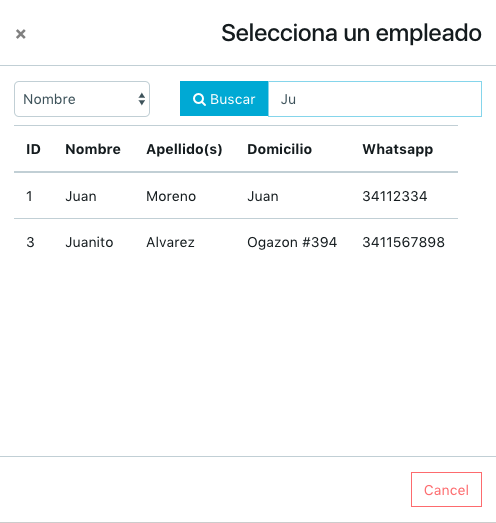 × Selecciona un empleado
Nombre Buscar Ju
ID Nombre Apellido(s) Domicilio Whatsapp
1 Juan Moreno Juan 34112334
3 Juanito Alvarez Ogazon #394 3411567898
Cancel